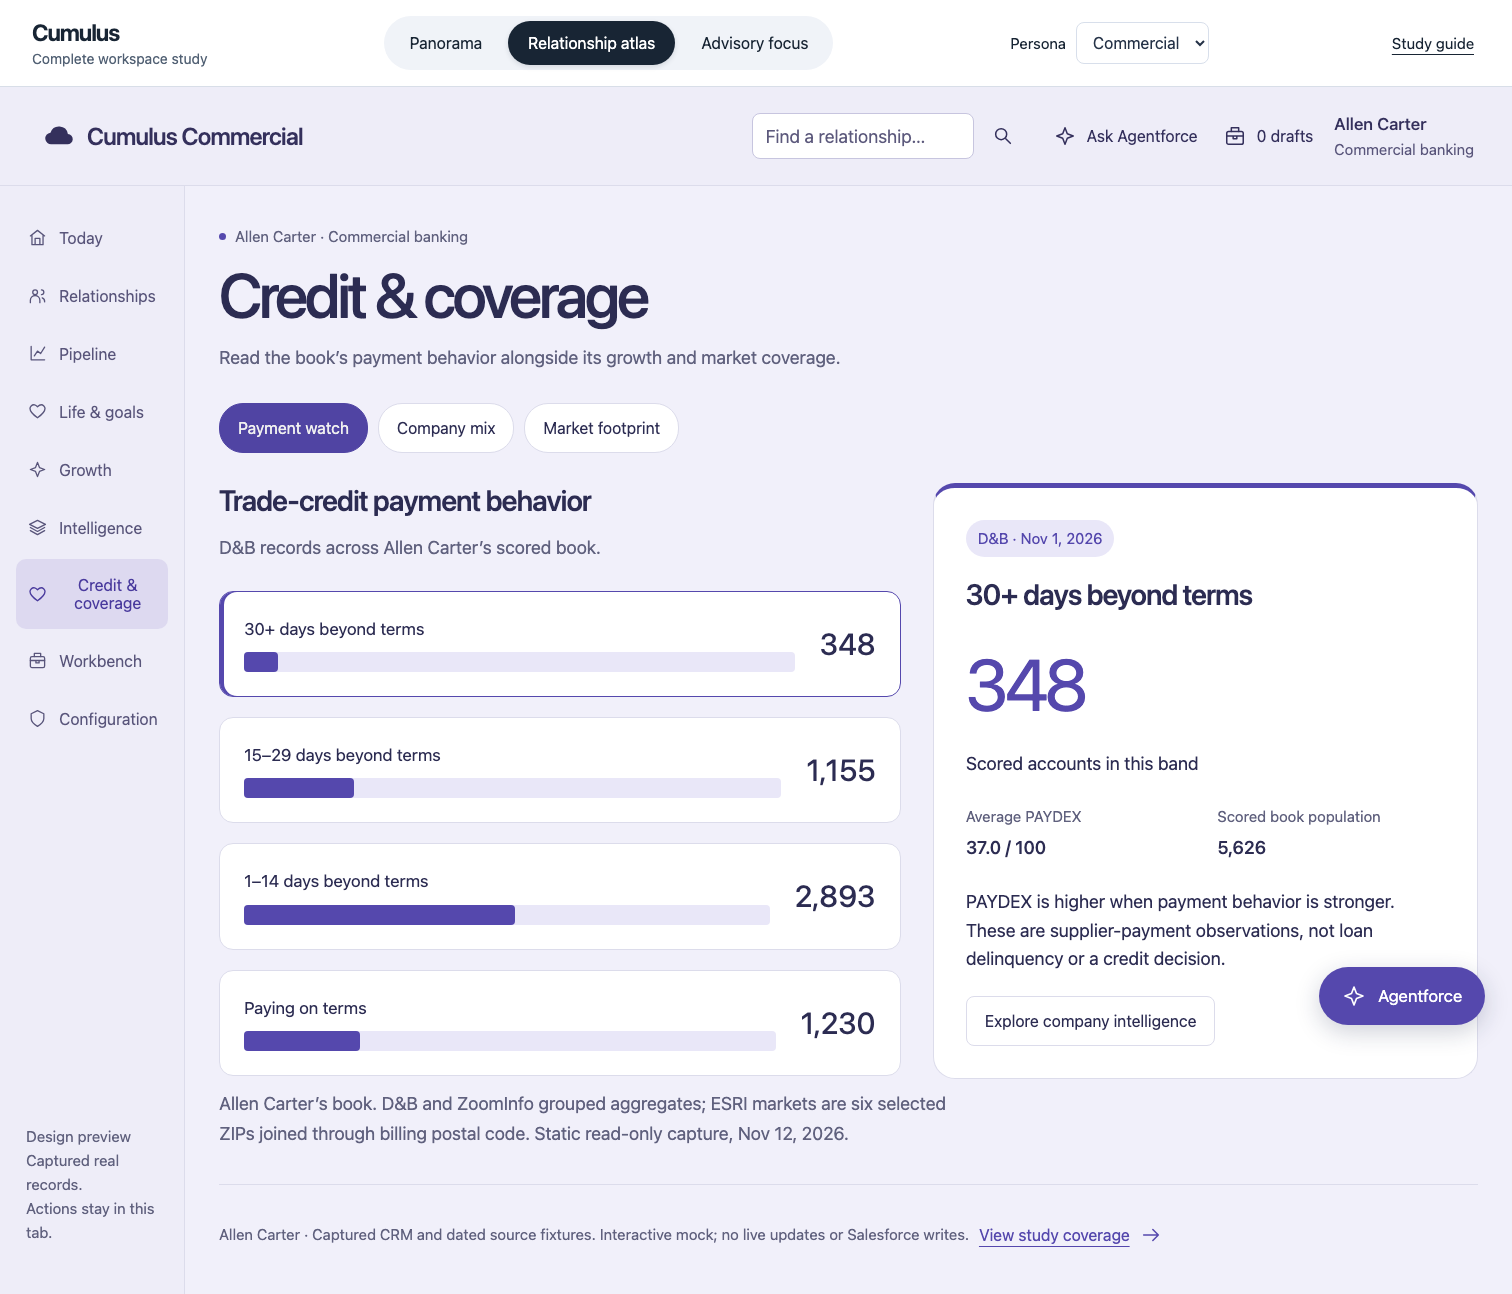 Cumulus
Complete workspace study
Panorama
Relationship atlas
Advisory focus
Persona
Commercial
Study guide
Cumulus Commercial
Find a relationship...
Ask Agentforce
0 drafts
Allen Carter
Commercial banking
Today
Relationships
Pipeline
Life & goals
Growth
Intelligence
Credit &
coverage
Workbench
Configuration
Design preview
Captured real
records.
Actions stay in this
tab.
Allen Carter · Commercial banking
Credit & coverage
Read the book’s payment behavior alongside its growth and market coverage.
Payment watch
Company mix
Market footprint
Trade-credit payment behavior
D&B records across Allen Carter’s scored book.
30+ days beyond terms
348
15–29 days beyond terms
1,155
1–14 days beyond terms
2,893
Paying on terms
1,230
D&B · Nov 1, 2026
30+ days beyond terms
348
Scored accounts in this band
Average PAYDEX
37.0 / 100
Scored book population
5,626
PAYDEX is higher when payment behavior is stronger.
These are supplier-payment observations, not loan
delinquency or a credit decision.
Explore company intelligence
Agentforce
Allen Carter’s book. D&B and ZoomInfo grouped aggregates; ESRI markets are six selected
ZIPs joined through billing postal code. Static read-only capture, Nov 12, 2026.
Allen Carter · Captured CRM and dated source fixtures. Interactive mock; no live updates or Salesforce writes.
View study coverage